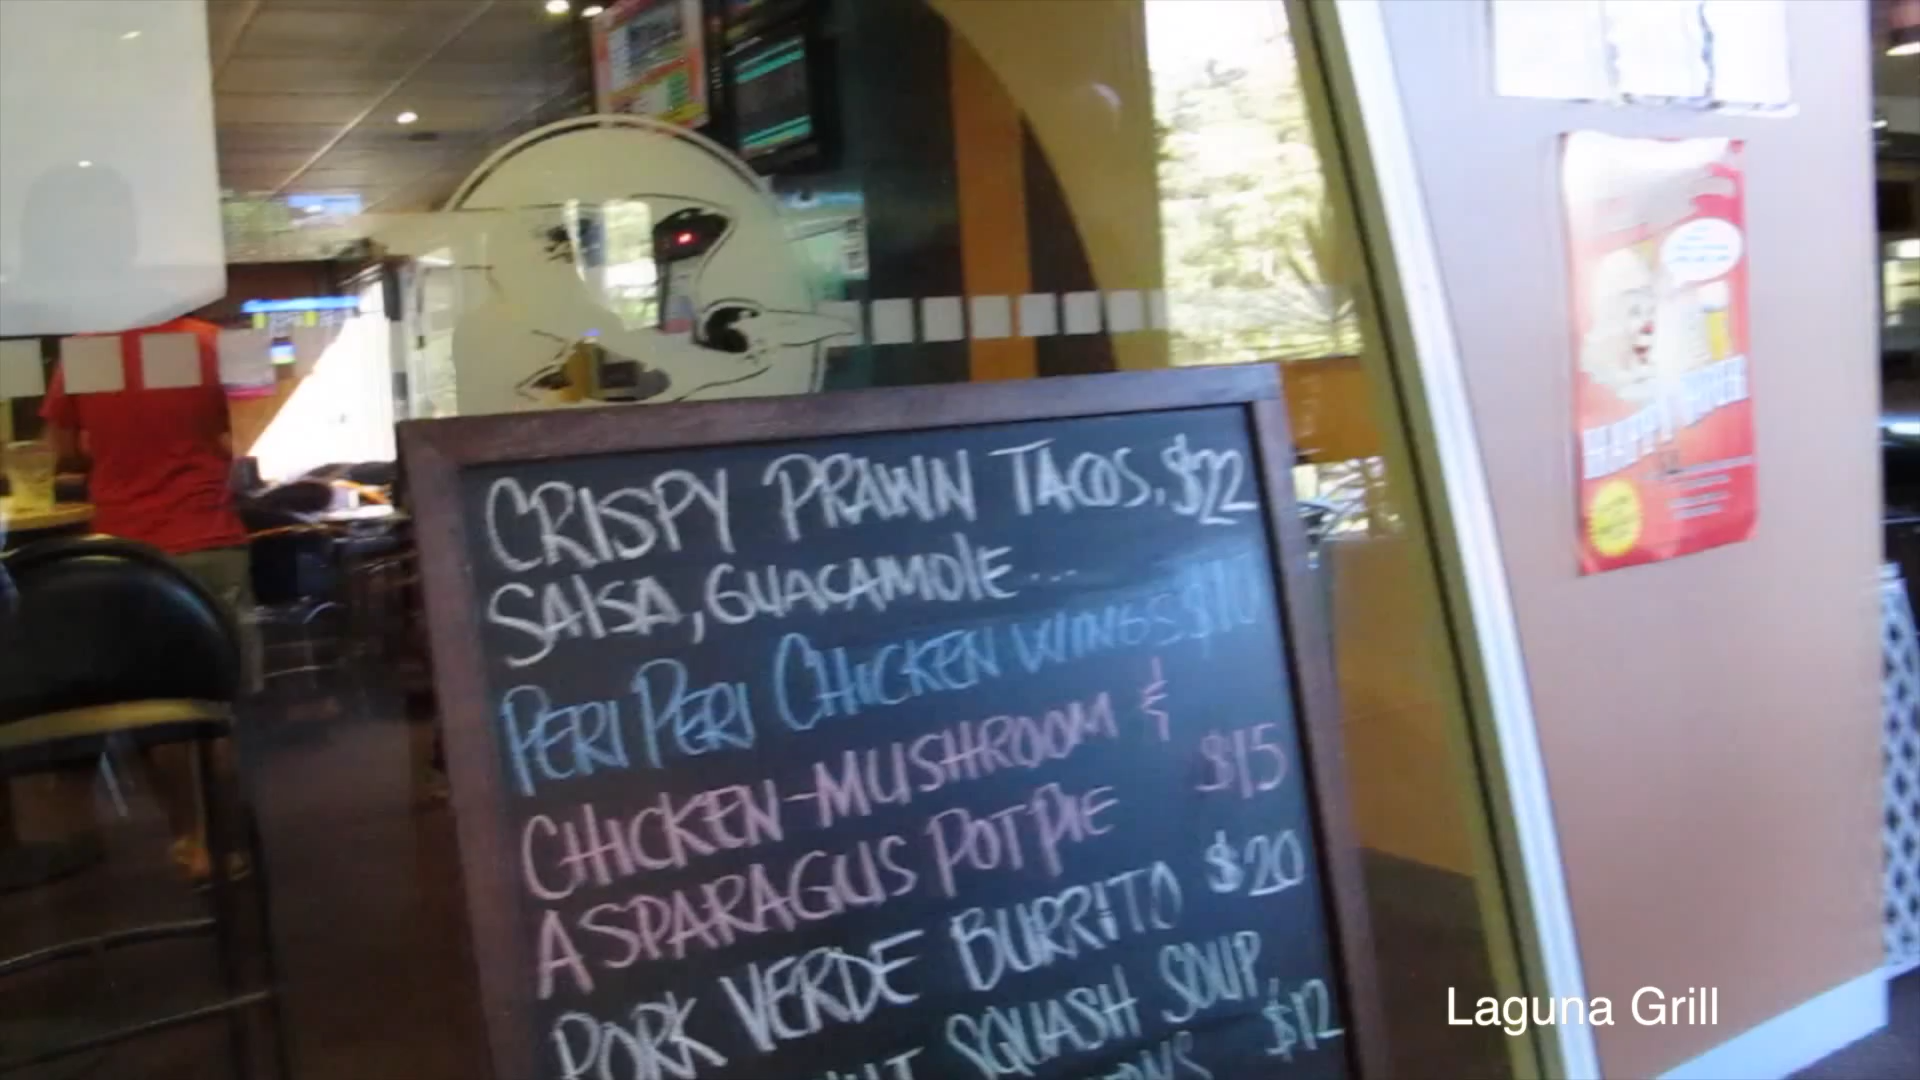 CRISPY PRAWN TACOS. $22
SALSA, GUACAMOLE ...
PERI PERI CHICKEN WINGS $10
CHICKEN-MUSHROOM &
ASPARAGUS POT PIE $15
PORK VERDE BURRITO $20
SQUASH SOUP
$12
HAPPY
Laguna Grill